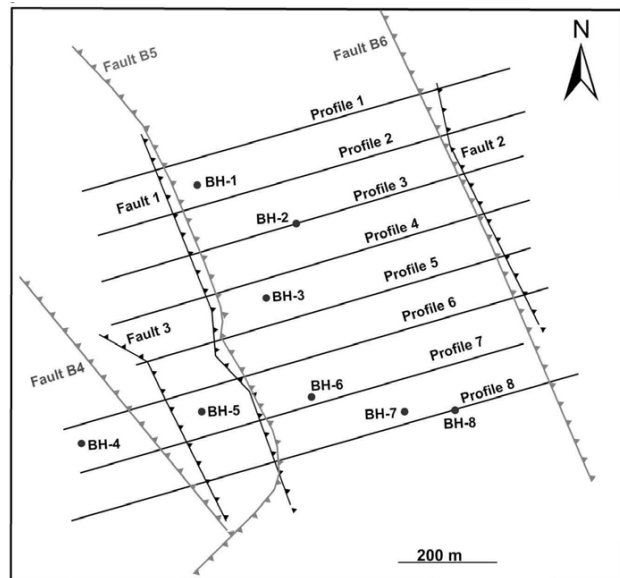 Fault B5
Fault B6
N
Profile 1
Profile 2
Fault 2
Fault 1
BH-1
Profile 3
BH-2
Profile 4
Profile 5
BH-3
Profile 6
Fault 3
Profile 7
Fault B4
BH-6
Profile 8
BH-5
BH-7
BH-8
BH-4
200 m